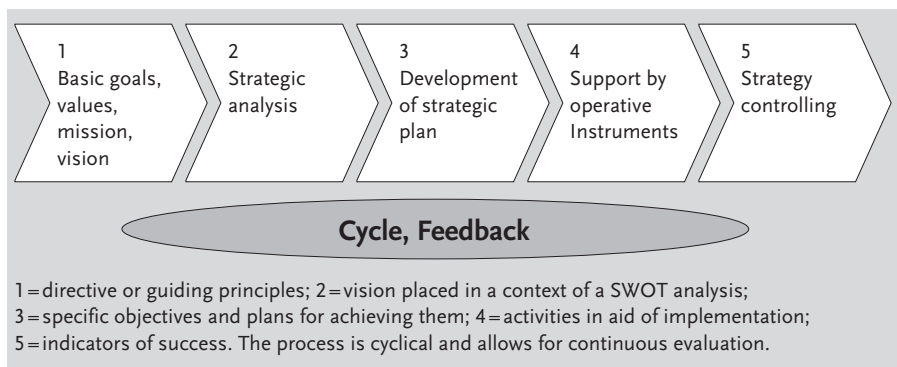 1
Basic goals,
values,
mission,
vision
2
Strategic
analysis
3
Development
of strategic
plan
4
Support by
operative
Instruments
5
Strategy
controlling
Cycle, Feedback
1=directive or guiding principles; 2=vision placed in a context of a SWOT analysis;
3=specific objectives and plans for achieving them; 4=activities in aid of implementation;
5=indicators of success. The process is cyclical and allows for continuous evaluation.